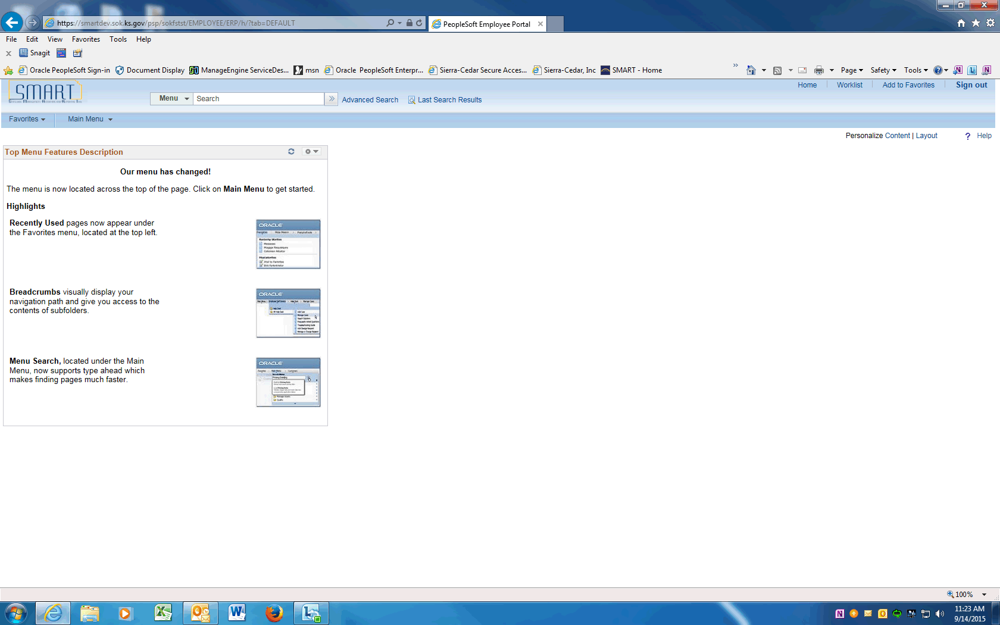 https://smartdev.sok.ks.gov/psp/sokfstst/EMPLOYEE/ERP/h/?tab=DEFAULT
PeopleSoft Employee Portal
File Edit View Favorites Tools Help
x Snagit
Oracle PeopleSoft Sign-in Document Display ManageEngine ServiceDes... msn Oracle PeopleSoft Enterpr... Sierra-Cedar Secure Acces... Sierra-Cedar, Inc SMART - Home » Page Safety Tools
SMART
Home Worklist Add to Favorites Sign out
Menu Search » Advanced Search Last Search Results
Favorites Main Menu
Personalize Content | Layout ? Help
Top Menu Features Description
Our menu has changed!
The menu is now located across the top of the page. Click on Main Menu to get started.
Highlights
Recently Used pages now appear under
the Favorites menu, located at the top left.
ORACLE
Breadcrumbs visually display your
navigation path and give you access to the
contents of subfolders.
ORACLE
Menu Search, located under the Main
Menu, now supports type ahead which
makes finding pages much faster.
ORACLE
100%
11:23 AM
9/14/2015